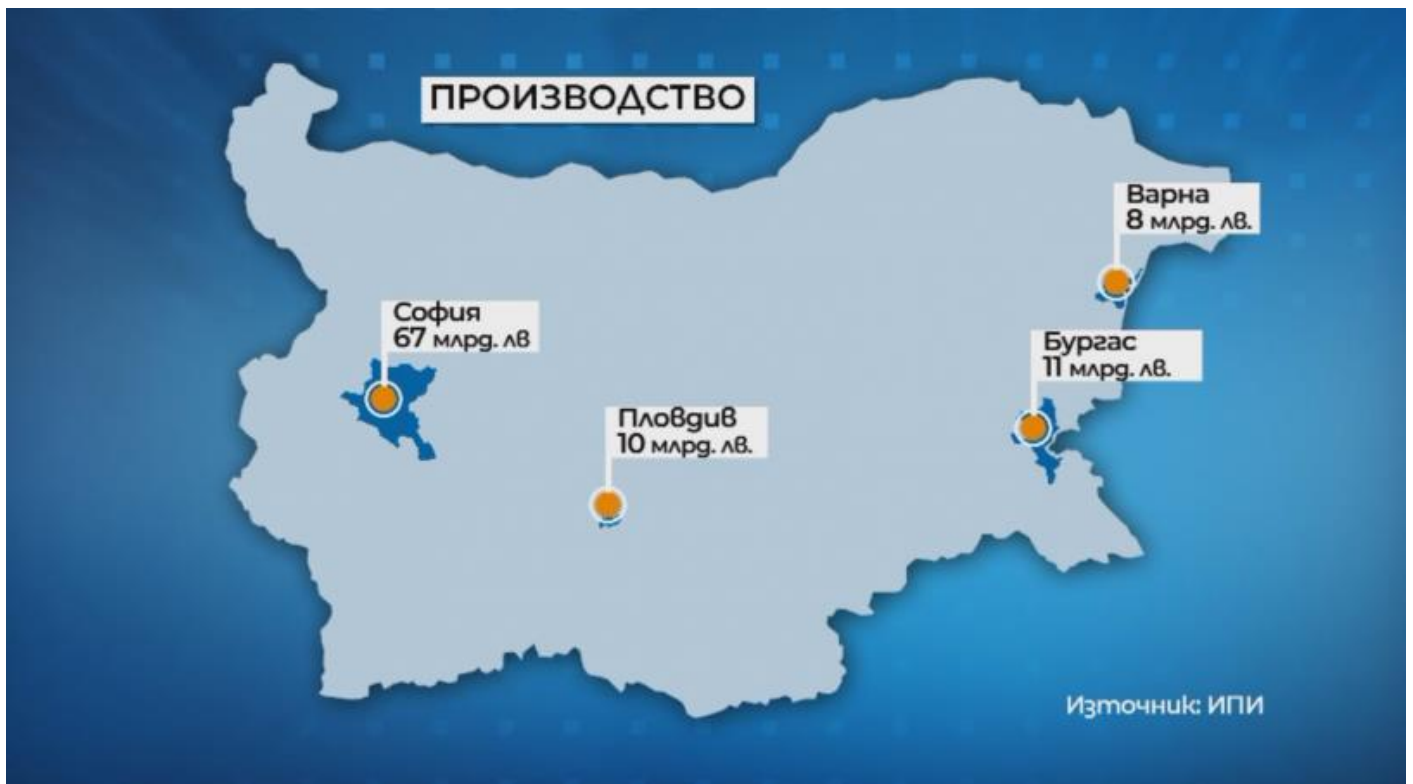 ПРОИЗВОДСТВО
Варна
8 млрд. лв.
София
67 млрд. лв
Бургас
11 млрд. лв.
Пловдив
10 млрд. лв.
Източник: ИПИ